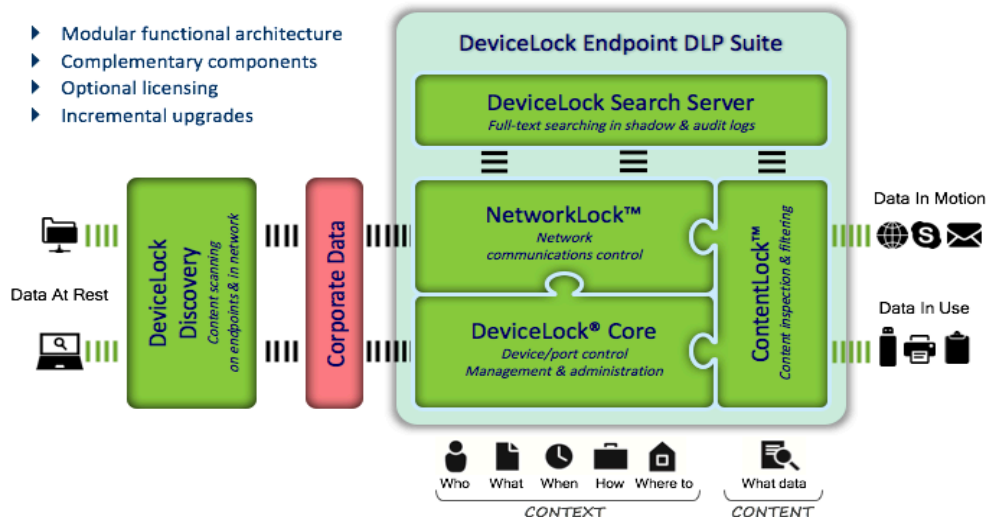 Modular functional architecture
Complementary components
Optional licensing
Incremental upgrades
DeviceLock Endpoint DLP Suite
DeviceLock Search Server
Full-text searching in shadow & audit logs
Data At Rest
DeviceLock
Discovery
Content scanning
on endpoints & in network
Corporate Data
NetworkLock™
Network
communications control
DeviceLock® Core
Device/port control
Management & administration
ContentLock™
Content inspection & filtering
Data In Motion
Data In Use
Who
What
When
How
Where to
What data
CONTEXT
CONTENT